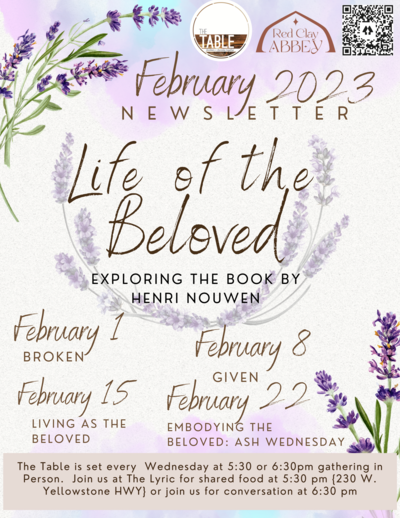 THE
TABLE
Red Clay
ABBEY
February 2023
NEWSLETTER
Life of the
Beloved
EXPLORING THE BOOK BY
HENRI NOUWEN
February 1
BROKEN
February 8
GIVEN
February 15
LIVING AS THE
BELOVED
February 22
EMBODYING THE
BELOVED: ASH WEDNESDAY
The Table is set every Wednesday at 5:30 or 6:30pm gathering in
Person. Join us at The Lyric for shared food at 5:30 pm {230 W.
Yellowstone HWY} or join us for conversation at 6:30 pm